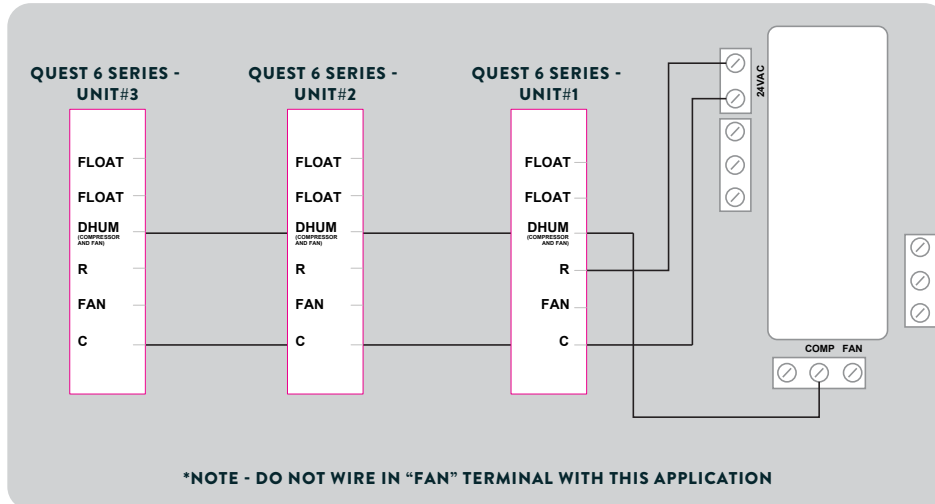 QUEST 6 SERIES -
UNIT#3
QUEST 6 SERIES -
UNIT#2
QUEST 6 SERIES -
UNIT#1
FLOAT
FLOAT
DHUM
(COMPRESSOR
AND FAN)
R
FAN
C
FLOAT
FLOAT
DHUM
(COMPRESSOR
AND FAN)
R
FAN
C
FLOAT
FLOAT
DHUM
(COMPRESSOR
AND FAN)
R
FAN
C
24VAC
COMP FAN
*NOTE - DO NOT WIRE IN “FAN” TERMINAL WITH THIS APPLICATION